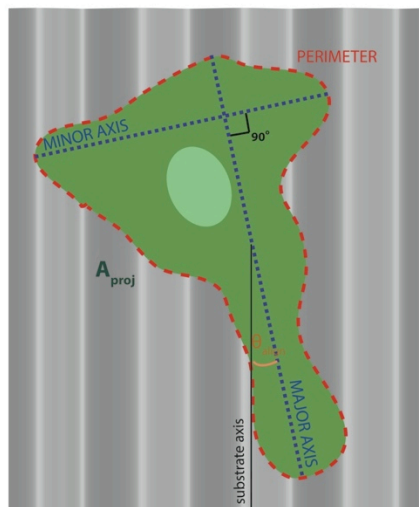 PERIMETER
MINOR AXIS
90°
A proj
θ
MAJOR AXIS
substrate axis